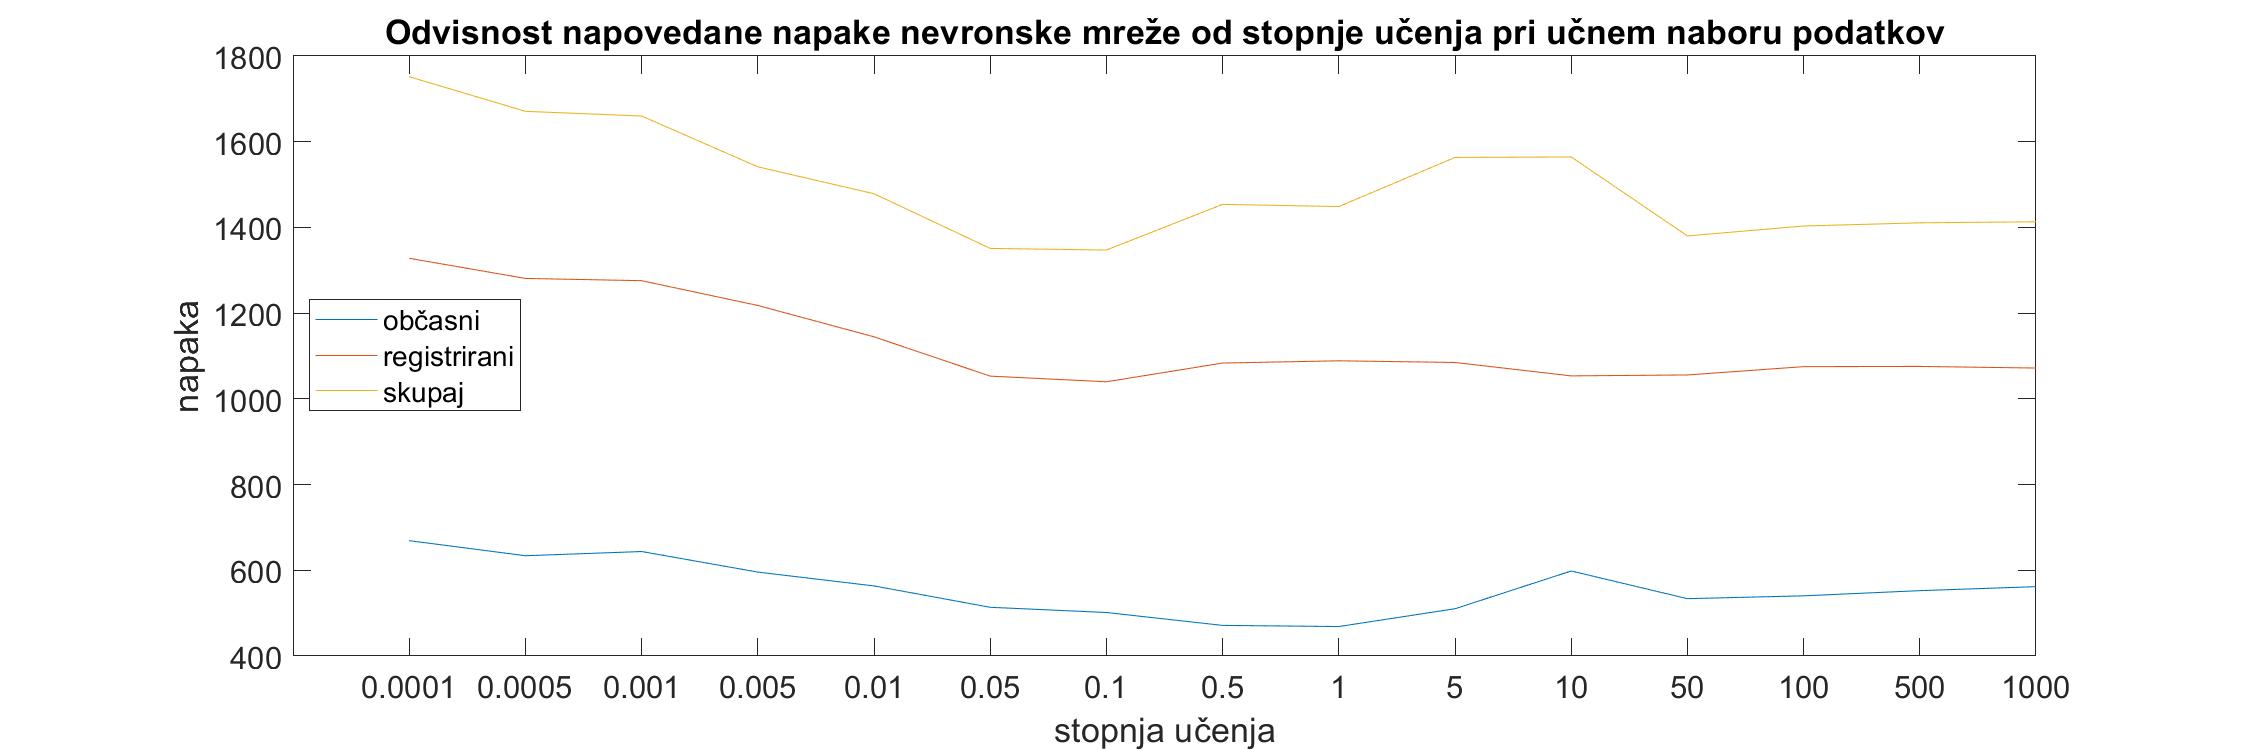 Odvisnost napovedane napake nevronske mreže od stopnje učenja pri učnem naboru podatkov
1800
1600
1400
1200
1000
800
600
400
napaka
občasni
registrirani
skupaj
0.0001 0.0005 0.001 0.005 0.01 0.05 0.1 0.5 1 5 10 50 100 500 1000
stopnja učenja